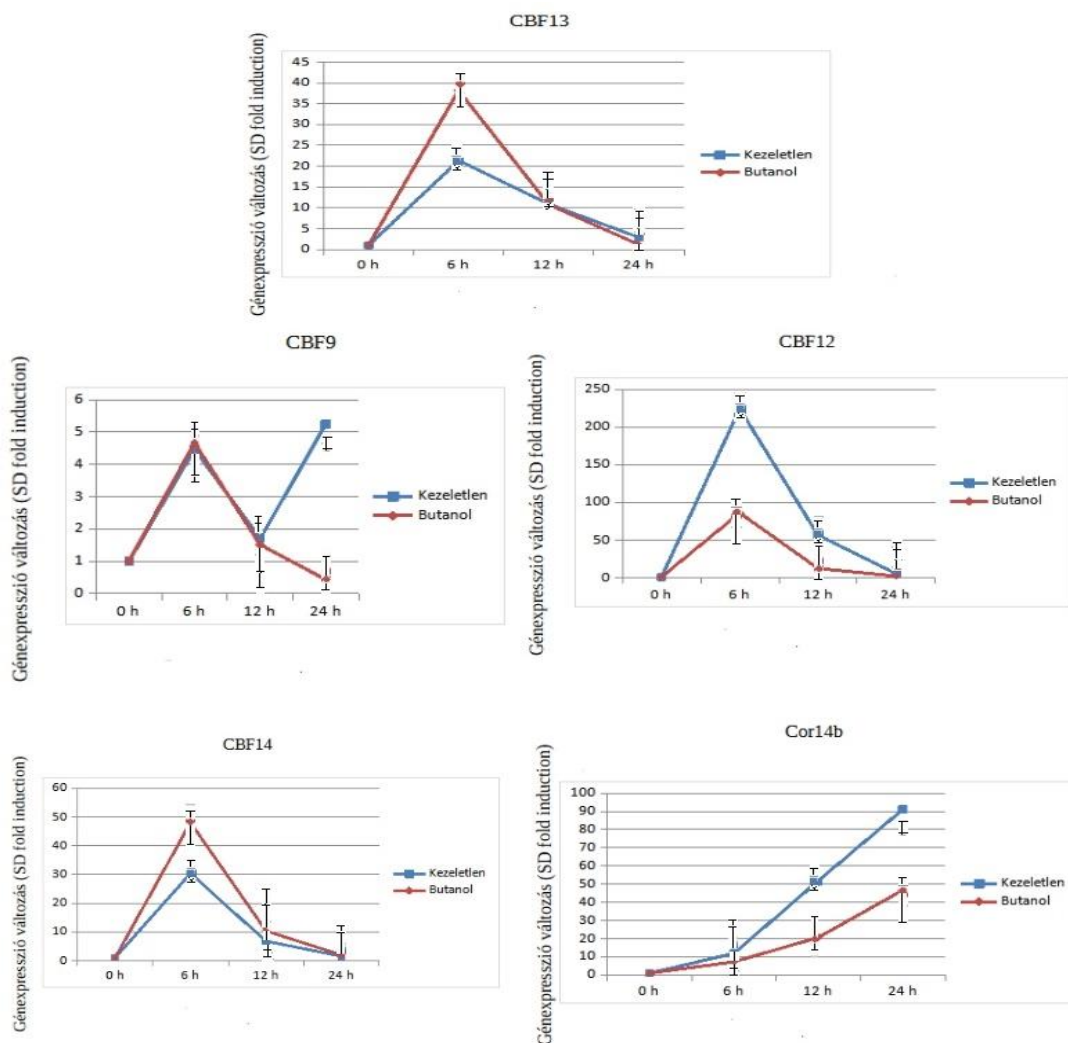 CBF13
Génexpresszió változás (SD fold induction)
45
40
35
30
25
20
15
10
5
0
0 h 6 h 12 h 24 h
Kezeletlen
Butanol
CBF9
Génexpresszió változás (SD fold induction)
6
5
4
3
2
1
0
0 h 6 h 12 h 24 h
Kezeletlen
Butanol
CBF12
Génexpresszió változás (SD fold induction)
250
200
150
100
50
0
0 h 6 h 12 h 24 h
Kezeletlen
Butanol
CBF14
Génexpresszió változás (SD fold induction)
60
50
40
30
20
10
0
0 h 6 h 12 h 24 h
Kezeletlen
Butanol
Cor14b
Génexpresszió változás (SD fold induction)
100
90
80
70
60
50
40
30
20
10
0
0 h 6 h 12 h 24 h
Kezeletlen
Butanol